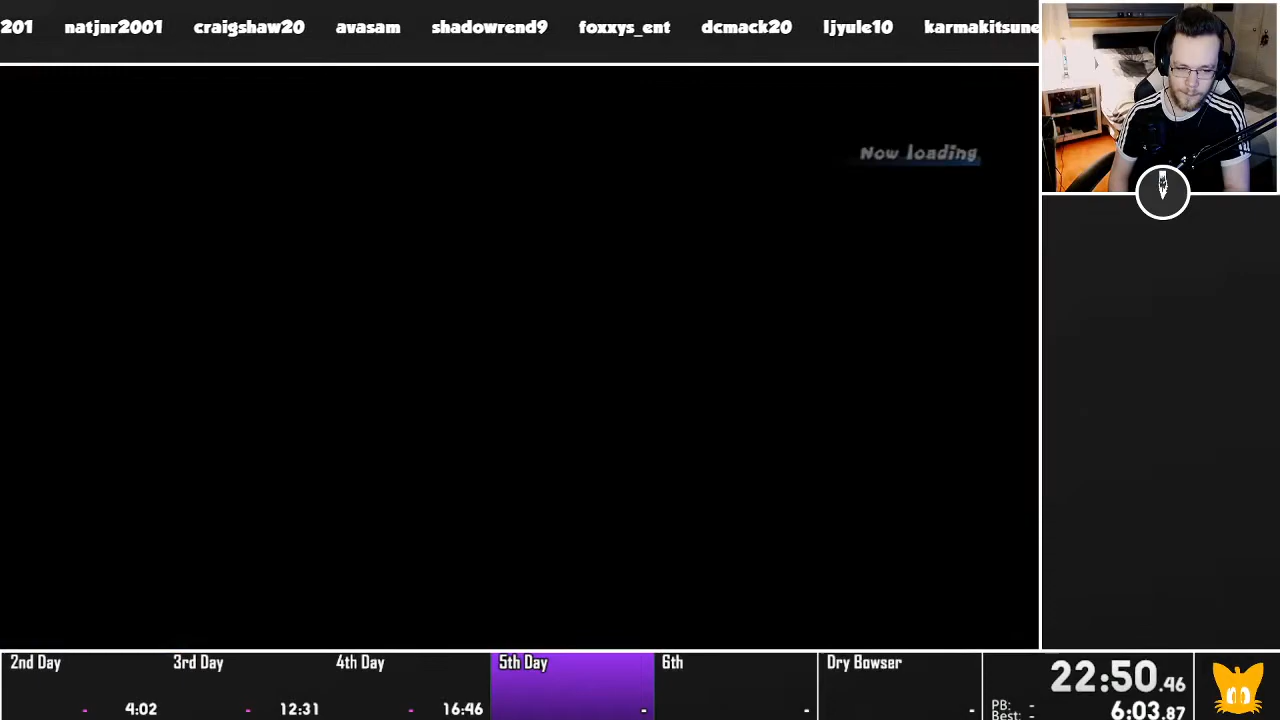 201 natjnr2001 craigshaw20 avasam shadowrend9 foxxys_ent dcmack20 ljyule10 karmakitsune
Now loading
2nd Day 3rd Day 4th Day 5th Day 6th Dry Bowser
- 4:02 - 12:31 - 16:46 - - -
22:50.46
PB: -
Best: -
6:03.87